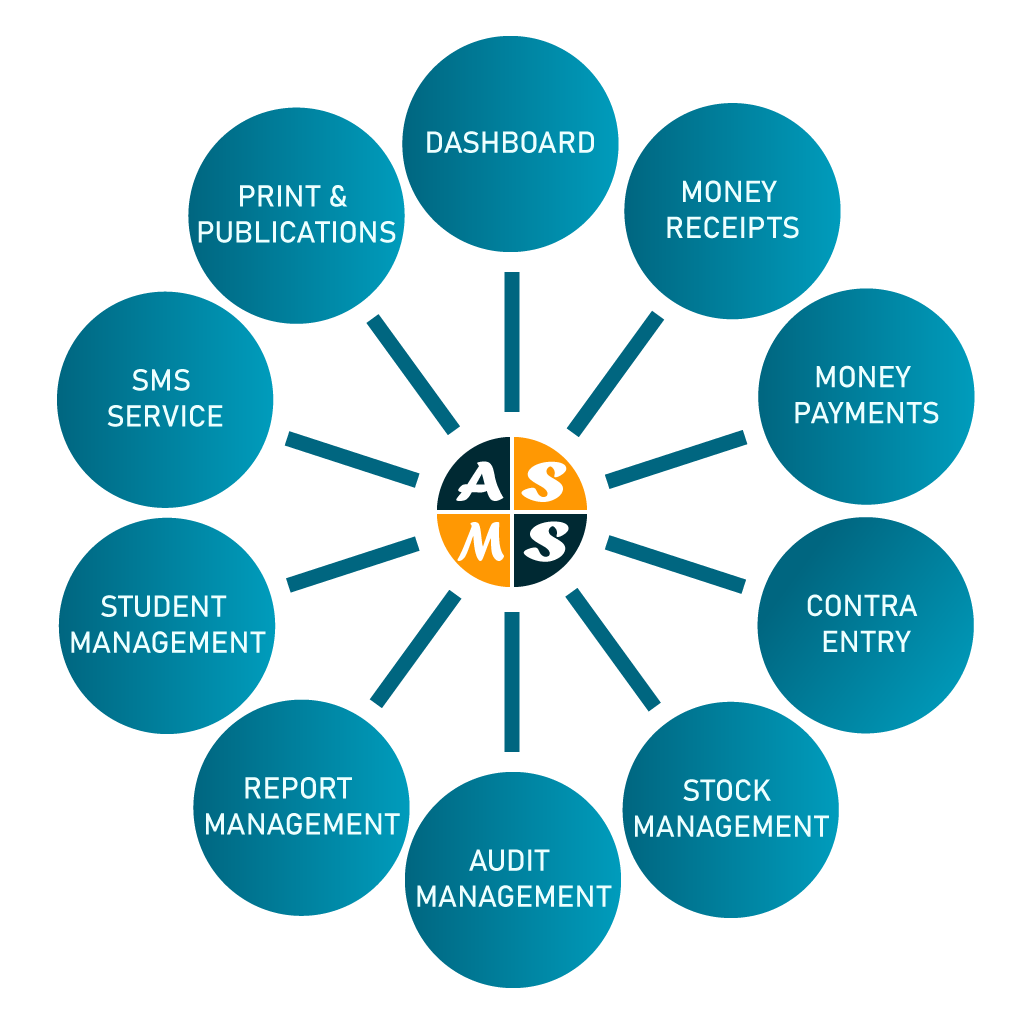 DASHBOARD
MONEY
RECEIPTS
MONEY
PAYMENTS
CONTRA
ENTRY
STOCK
MANAGEMENT
AUDIT
MANAGEMENT
REPORT
MANAGEMENT
STUDENT
MANAGEMENT
SMS
SERVICE
PRINT &
PUBLICATIONS
A S
M S